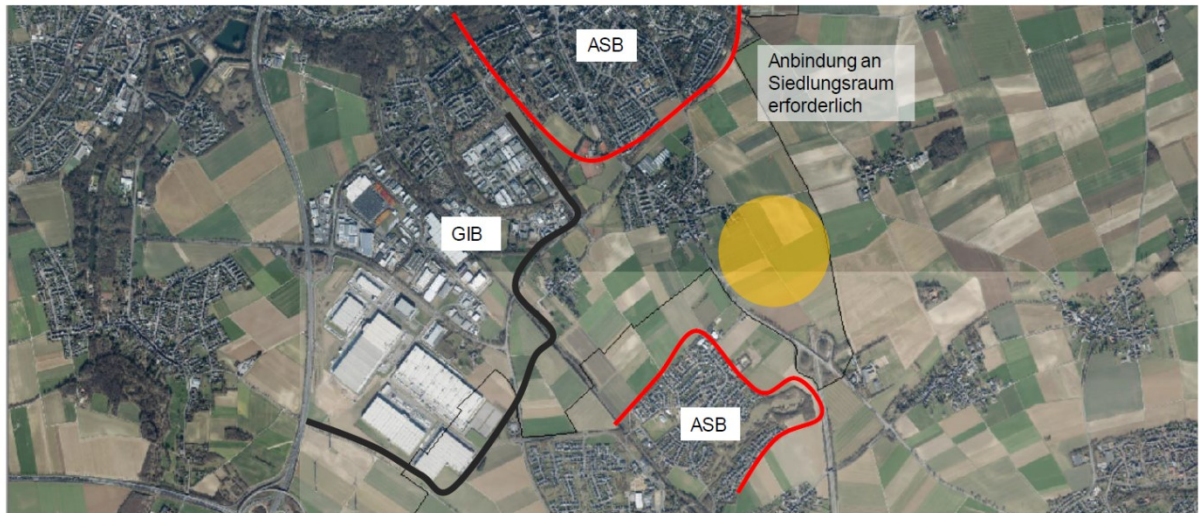 ASB
Anbindung an
Siedlungsraum
erforderlich
GIB
ASB